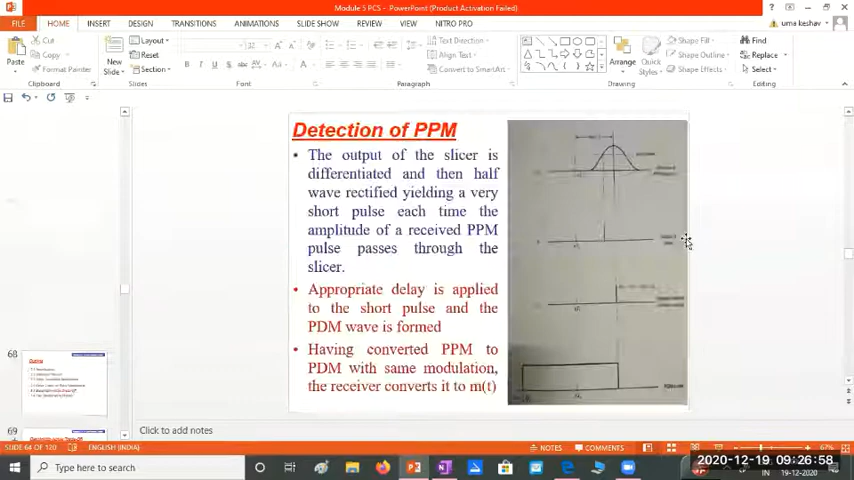 Module 5 PCS - PowerPoint (Product Activation Failed)
FILE HOME INSERT DESIGN TRANSITIONS ANIMATIONS SLIDE SHOW REVIEW VIEW NITRO PRO
uma keshav
Paste
Cut
Copy
Format Painter
Clipboard
New
Slide
Layout
Reset
Section
Slides
Font
Text Direction
Align Text
Convert to SmartArt
Paragraph
Arrange
Quick
Styles
Shape Fill
Shape Outline
Shape Effects
Drawing
Find
Replace
Select
Editing
Detection of PPM
• The output of the slicer is
differentiated and then half
wave rectified yielding a very
short pulse each time the
amplitude of a received PPM
pulse passes through the
slicer.
• Appropriate delay is applied
to the short pulse and the
PDM wave is formed
• Having converted PPM to
PDM with same modulation,
the receiver converts it to m(t)
68
69
Click to add notes
SLIDE 64 OF 120 ENGLISH (INDIA) NOTES COMMENTS 67%
Type here to search
2020-12-19 09:26:58
IN 19-12-2020